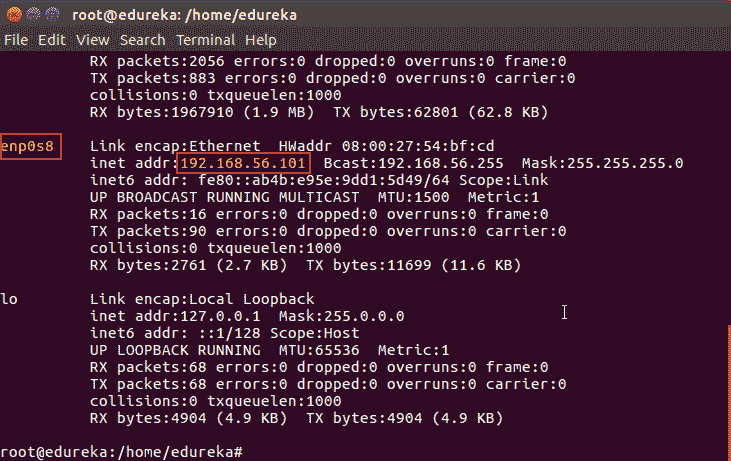 root@edureka: /home/edureka
File Edit View Search Terminal Help
RX packets:2056 errors:0 dropped:0 overruns:0 frame:0
TX packets:883 errors:0 dropped:0 overruns:0 carrier:0
collisions:0 txqueuelen:1000
RX bytes:1967910 (1.9 MB)  TX bytes:62801 (62.8 KB)
enp0s8    Link encap:Ethernet  HWaddr 08:00:27:54:bf:cd
inet addr:192.168.56.101  Bcast:192.168.56.255  Mask:255.255.255.0
inet6 addr: fe80::ab4b:e95e:9dd1:5d49/64 Scope:Link
UP BROADCAST RUNNING MULTICAST  MTU:1500  Metric:1
RX packets:16 errors:0 dropped:0 overruns:0 frame:0
TX packets:90 errors:0 dropped:0 overruns:0 carrier:0
collisions:0 txqueuelen:1000
RX bytes:2761 (2.7 KB)  TX bytes:11699 (11.6 KB)
lo        Link encap:Local Loopback
inet addr:127.0.0.1  Mask:255.0.0.0
inet6 addr: ::1/128 Scope:Host
UP LOOPBACK RUNNING  MTU:65536  Metric:1
RX packets:68 errors:0 dropped:0 overruns:0 frame:0
TX packets:68 errors:0 dropped:0 overruns:0 carrier:0
collisions:0 txqueuelen:1000
RX bytes:4904 (4.9 KB)  TX bytes:4904 (4.9 KB)
root@edureka:/home/edureka#